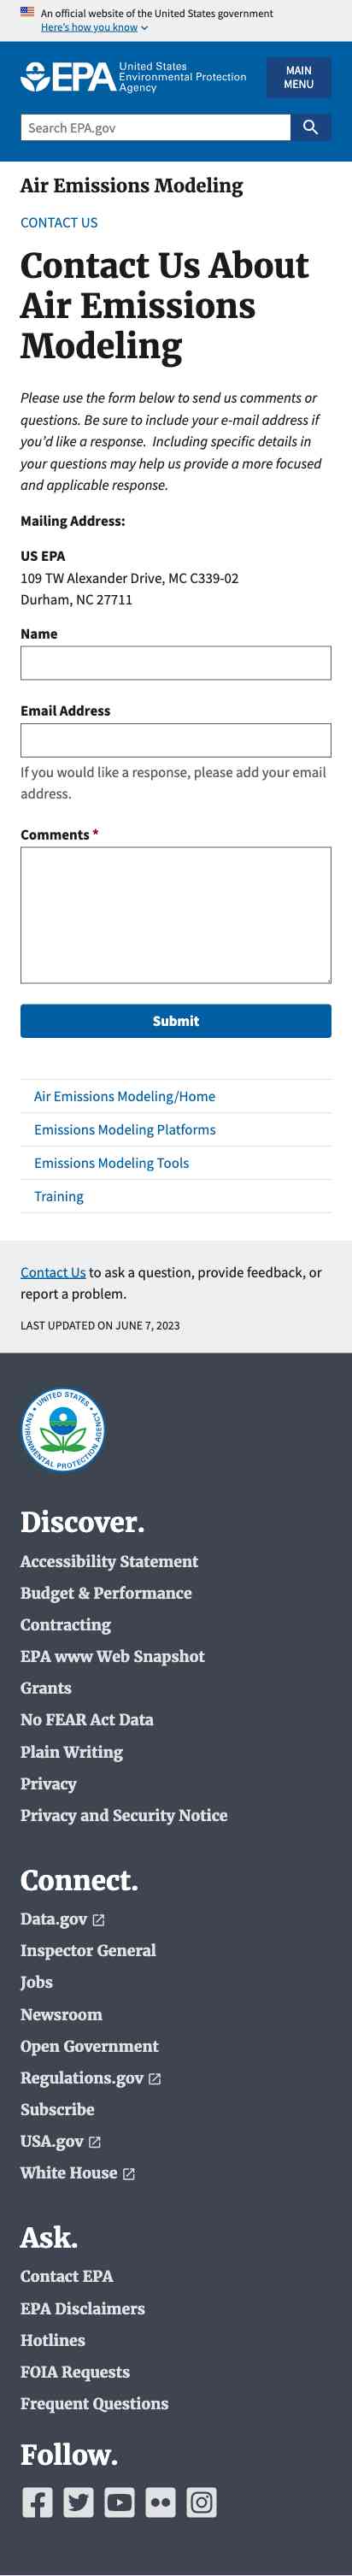 An official website of the United States government
Here's how you know
EPA United States
Environmental Protection
Agency
MAIN
MENU
Search EPA.gov
Air Emissions Modeling
CONTACT US
Contact Us About
Air Emissions
Modeling
Please use the form below to send us comments or
questions. Be sure to include your e-mail address if
you'd like a response.  Including specific details in
your questions may help us provide a more focused
and applicable response.
Mailing Address:
US EPA
109 TW Alexander Drive, MC C339-02
Durham, NC 27711
Name
Email Address
If you would like a response, please add your email
address.
Comments *
Submit
Air Emissions Modeling/Home
Emissions Modeling Platforms
Emissions Modeling Tools
Training
Contact Us to ask a question, provide feedback, or
report a problem.
LAST UPDATED ON JUNE 7, 2023
UNITED STATES
ENVIRONMENTAL PROTECTION AGENCY
Discover.
Accessibility Statement
Budget & Performance
Contracting
EPA www Web Snapshot
Grants
No FEAR Act Data
Plain Writing
Privacy
Privacy and Security Notice
Connect.
Data.gov
Inspector General
Jobs
Newsroom
Open Government
Regulations.gov
Subscribe
USA.gov
White House
Ask.
Contact EPA
EPA Disclaimers
Hotlines
FOIA Requests
Frequent Questions
Follow.